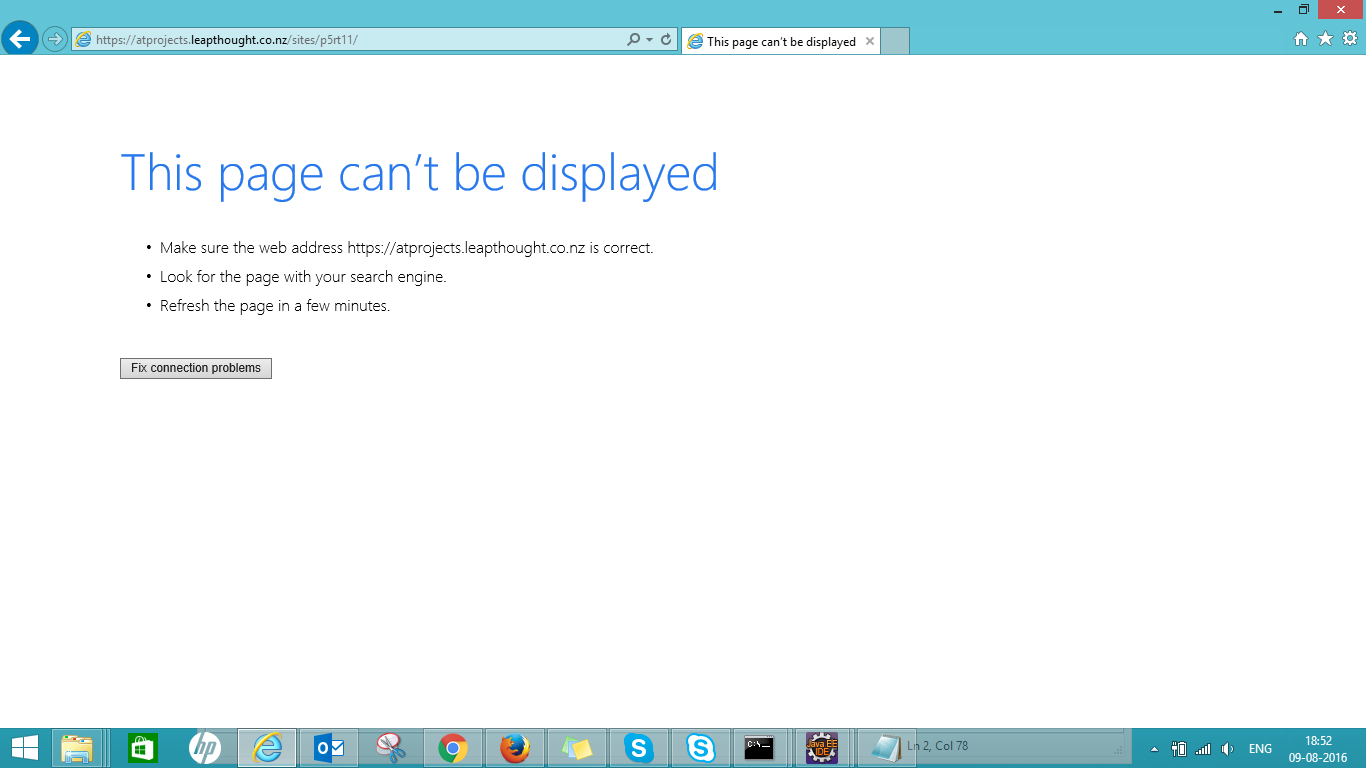 https://atprojects.leapthought.co.nz/sites/p5rt11/
This page can't be displayed
This page can't be displayed
• Make sure the web address https://atprojects.leapthought.co.nz is correct.
• Look for the page with your search engine.
• Refresh the page in a few minutes.
Fix connection problems
hp
C:\_
Java EE
IDE
Ln 2, Col 78
ENG
18:52
09-08-2016